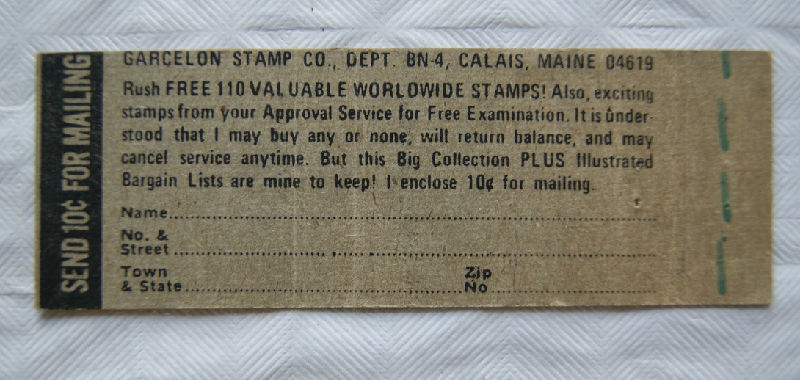 SEND 10¢ FOR MAILING
GARCELON STAMP CO., DEPT. BN-4, CALAIS, MAINE 04619
Rush FREE 110 VALUABLE WORLDWIDE STAMPS! Also, exciting
stamps from your Approval Service for Free Examination. It is under-
stood that I may buy any or none, will return balance, and may
cancel service anytime. But this Big Collection PLUS Illustrated
Bargain Lists are mine to keep! I enclose 10¢ for mailing.
Name
No. &
Street
Town Zip
& State No